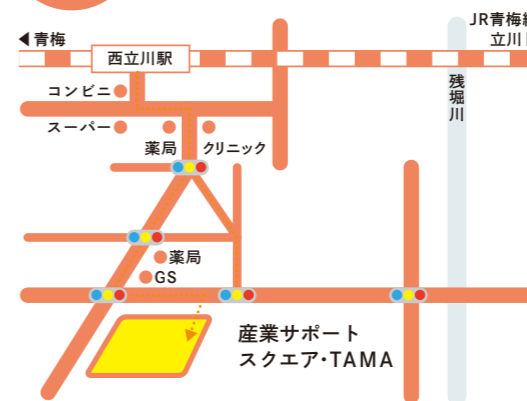 JR青梅線
◀青梅
立川
西立川駅
コンビニ
残堀川
スーパー
薬局
クリニック
薬局
GS
産業サポート
スクエア・TAMA